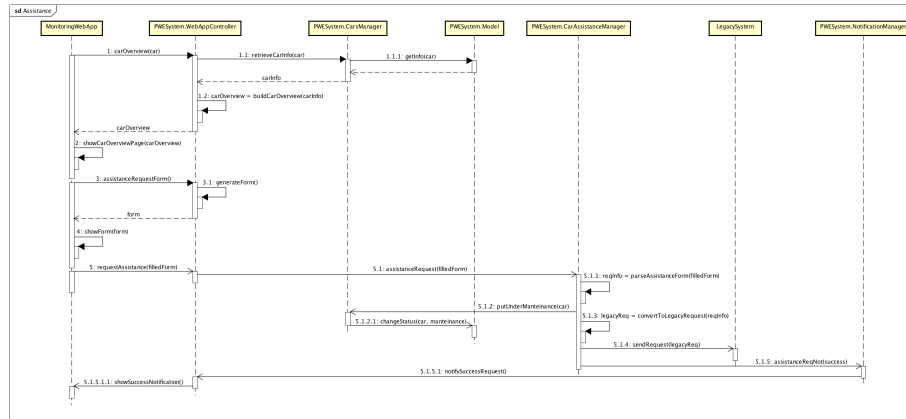 sd Assistance
MonitoringWebApp
PWESystem.WebAppController
PWESystem.CarsManager
PWESystem.Model
PWESystem.CarAssistanceManager
LegacySystem
PWESystem.NotificationManager
1: carOverview(car)
1.1: retrieveCarInfo(car)
1.1.1: getInfo(car)
carInfo
1.2: carOverview = buildCarOverview(carInfo)
carOverview
2: showCarOverviewPage(carOverview)
3: assistanceRequestForm()
3.1: generateForm()
form
4: showForm(form)
5: requestAssistance(filledForm)
5.1: assistanceRequest(filledForm)
5.1.1: reqInfo = parseAssistanceForm(filledForm)
5.1.2: putUnderManteinance(car)
5.1.3: legacyReq = convertToLegacyRequest(reqInfo)
5.1.2.1: changeStatus(car, manteinance)
5.1.4: sendRequest(legacyReq)
5.1.5: assistanceReqNot(success)
5.1.5.1: notifySuccessRequest()
5.1.5.1.1: showSuccessNotification()